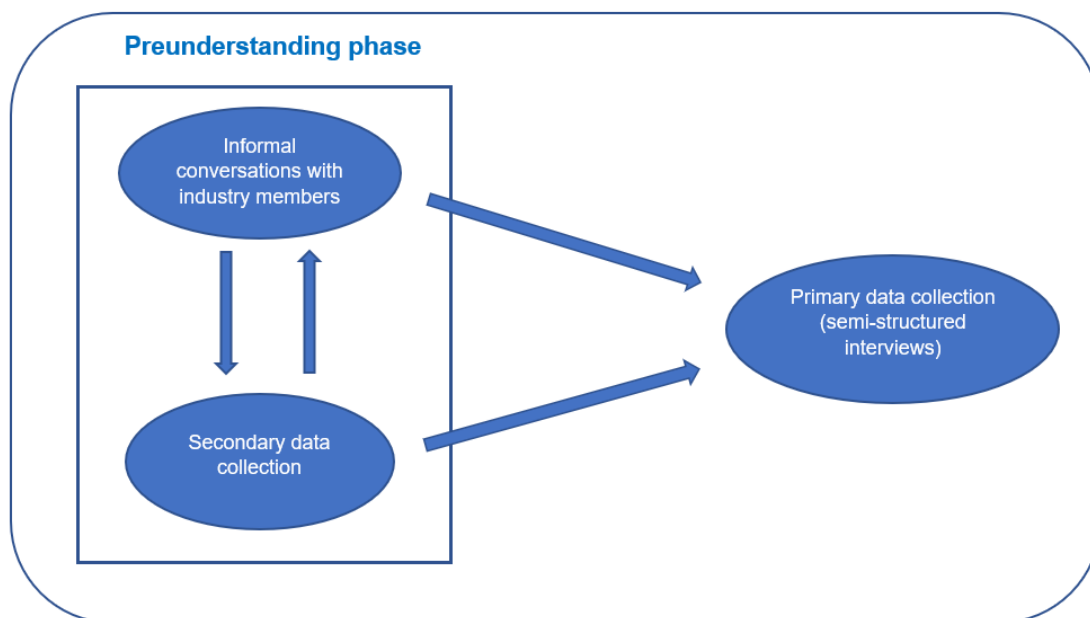 Preunderstanding phase
Informal
conversations with
industry members
Secondary data
collection
Primary data collection
(semi-structured
interviews)